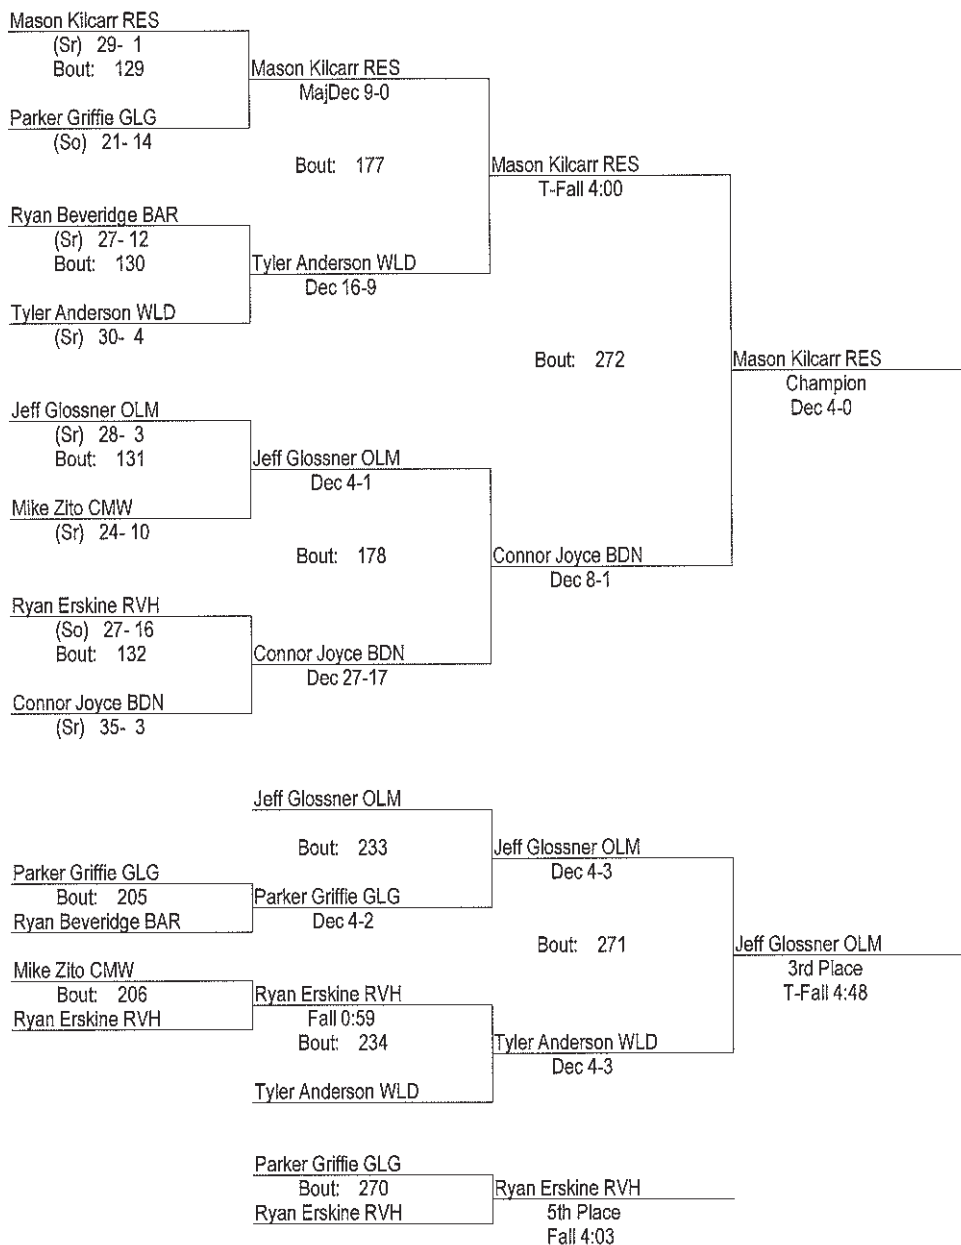 Mason Kilcarr RES
(Sr) 29- 1
Bout: 129
Mason Kilcarr RES
MajDec 9-0
Parker Griffie GLG
(So) 21- 14
Bout: 177
Mason Kilcarr RES
T-Fall 4:00
Ryan Beveridge BAR
(Sr) 27- 12
Bout: 130
Tyler Anderson WLD
Dec 16-9
Tyler Anderson WLD
(Sr) 30- 4
Bout: 272
Mason Kilcarr RES
Champion
Dec 4-0
Jeff Glossner OLM
(Sr) 28- 3
Bout: 131
Jeff Glossner OLM
Dec 4-1
Mike Zito CMW
(Sr) 24- 10
Bout: 178
Connor Joyce BDN
Dec 8-1
Ryan Erskine RVH
(So) 27- 16
Bout: 132
Connor Joyce BDN
Dec 27-17
Connor Joyce BDN
(Sr) 35- 3
Jeff Glossner OLM
Bout: 233
Jeff Glossner OLM
Dec 4-3
Parker Griffie GLG
Bout: 205
Ryan Beveridge BAR
Parker Griffie GLG
Dec 4-2
Bout: 271
Jeff Glossner OLM
3rd Place
T-Fall 4:48
Mike Zito CMW
Bout: 206
Ryan Erskine RVH
Ryan Erskine RVH
Fall 0:59
Bout: 234
Tyler Anderson WLD
Dec 4-3
Tyler Anderson WLD
Parker Griffie GLG
Bout: 270
Ryan Erskine RVH
Ryan Erskine RVH
5th Place
Fall 4:03